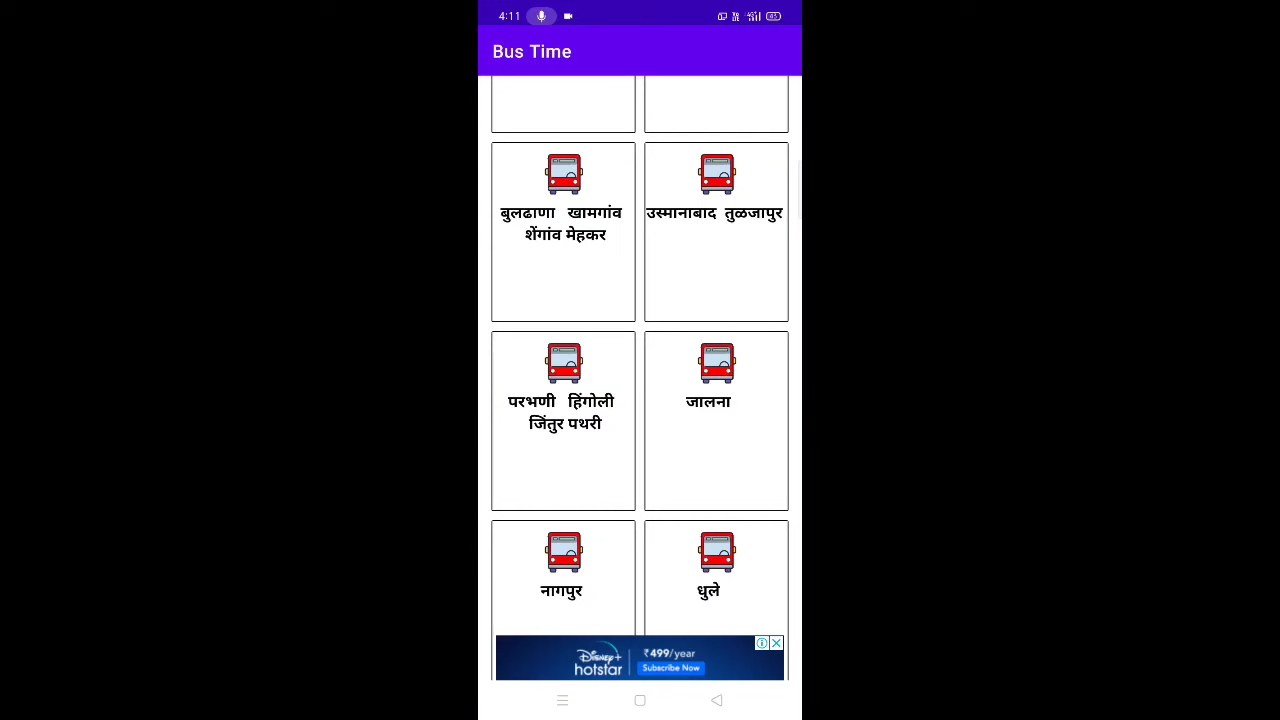 4:11
Bus Time
बुलढाणा खामगांव
शेंगांव मेहकर
उस्मानाबाद तुळजापुर
परभणी हिंगोली
जिंतुर पथरी
जालना
नागपुर
धुले
Disney+
hotstar
₹499/year
Subscribe Now